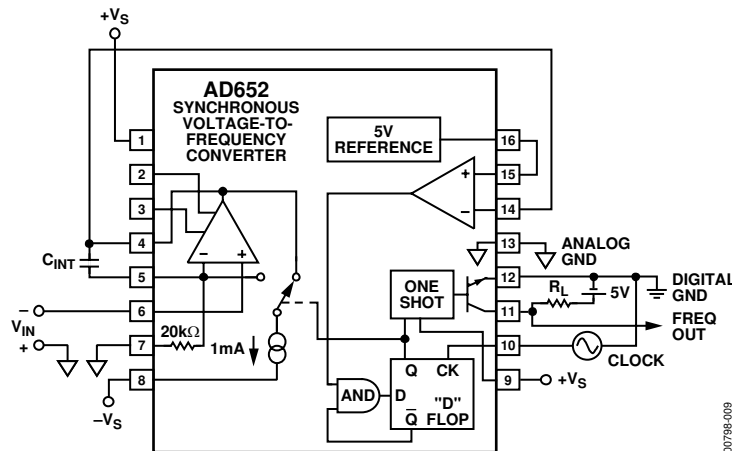 +VS
AD652
SYNCHRONOUS
VOLTAGE-TO-
FREQUENCY
CONVERTER
5V
REFERENCE
1
2
3
4
5
6
7
8
16
15
14
13
12
11
10
9
+
–
–
+
CINT
–
VIN
+
20kΩ
1mA
–VS
ONE
SHOT
AND
D
Q
CK
"D"
FLOP
Q̅
ANALOG
GND
RL
5V
DIGITAL
GND
FREQ
OUT
CLOCK
+VS
00798-009